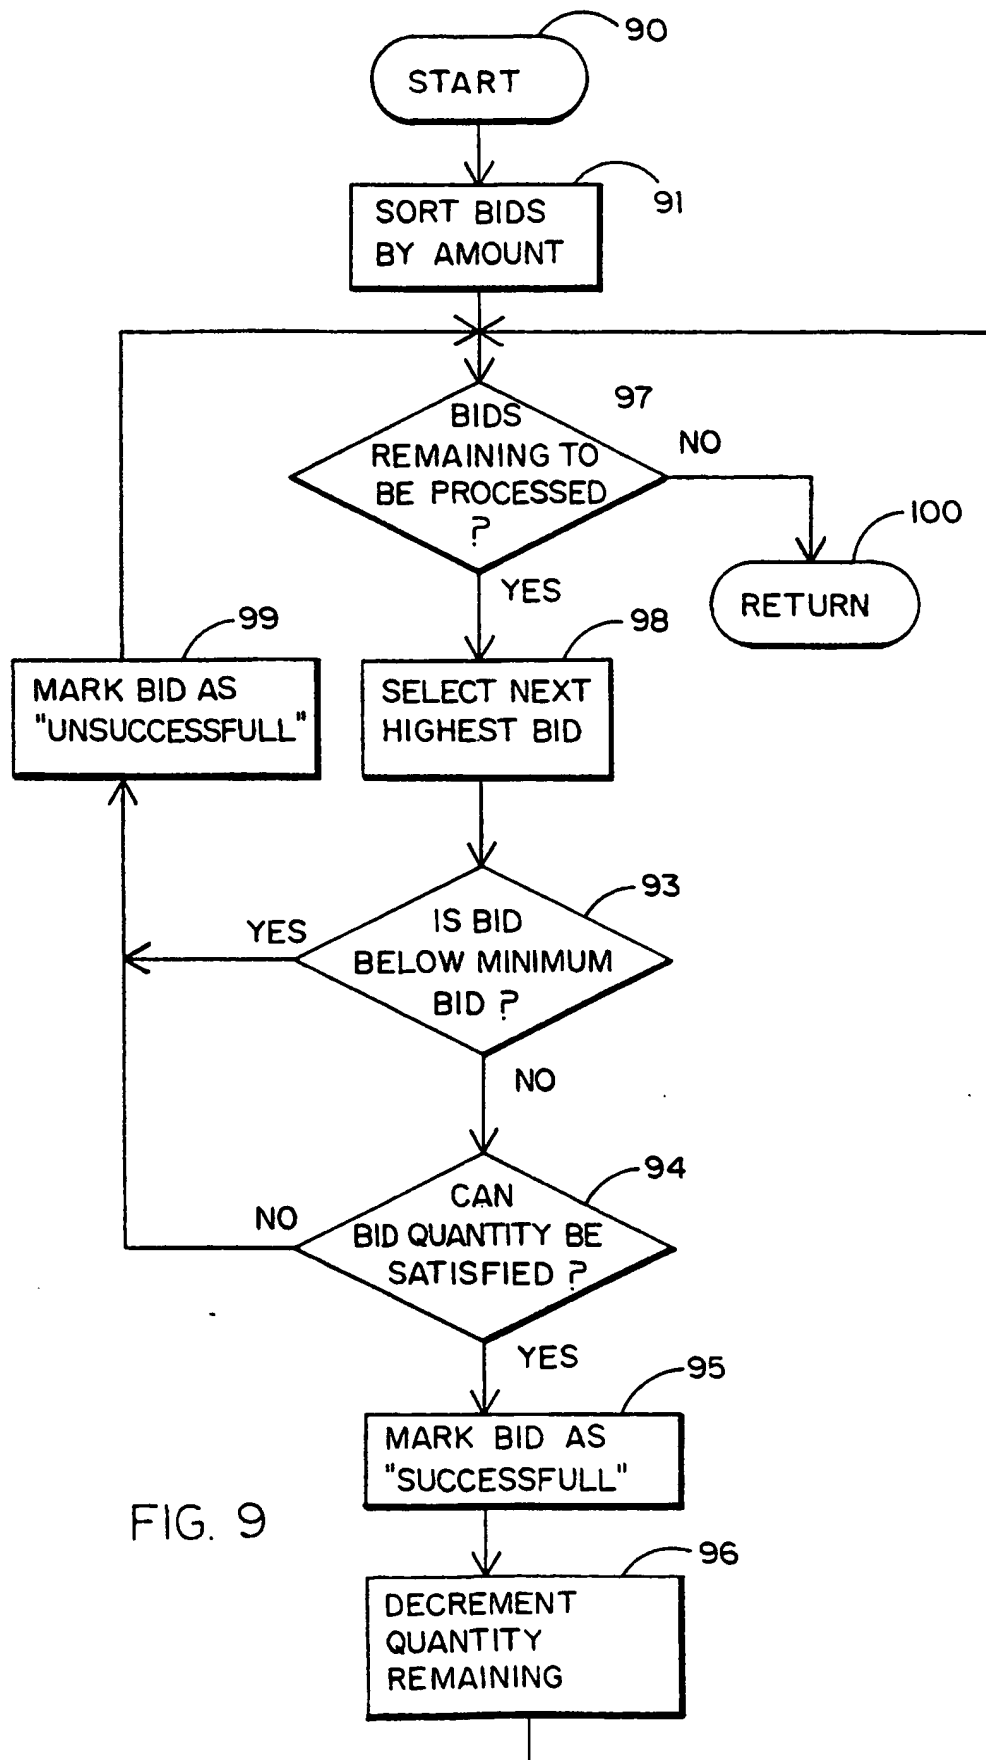 90
START
91
SORT BIDS
BY AMOUNT
97
BIDS
REMAINING TO
BE PROCESSED
?
NO
100
RETURN
YES
99
MARK BID AS
"UNSUCCESSFULL"
98
SELECT NEXT
HIGHEST BID
93
YES
IS BID
BELOW MINIMUM
BID ?
NO
94
NO
CAN
BID QUANTITY BE
SATISFIED ?
YES
95
MARK BID AS
"SUCCESSFULL"
FIG. 9
96
DECREMENT
QUANTITY
REMAINING